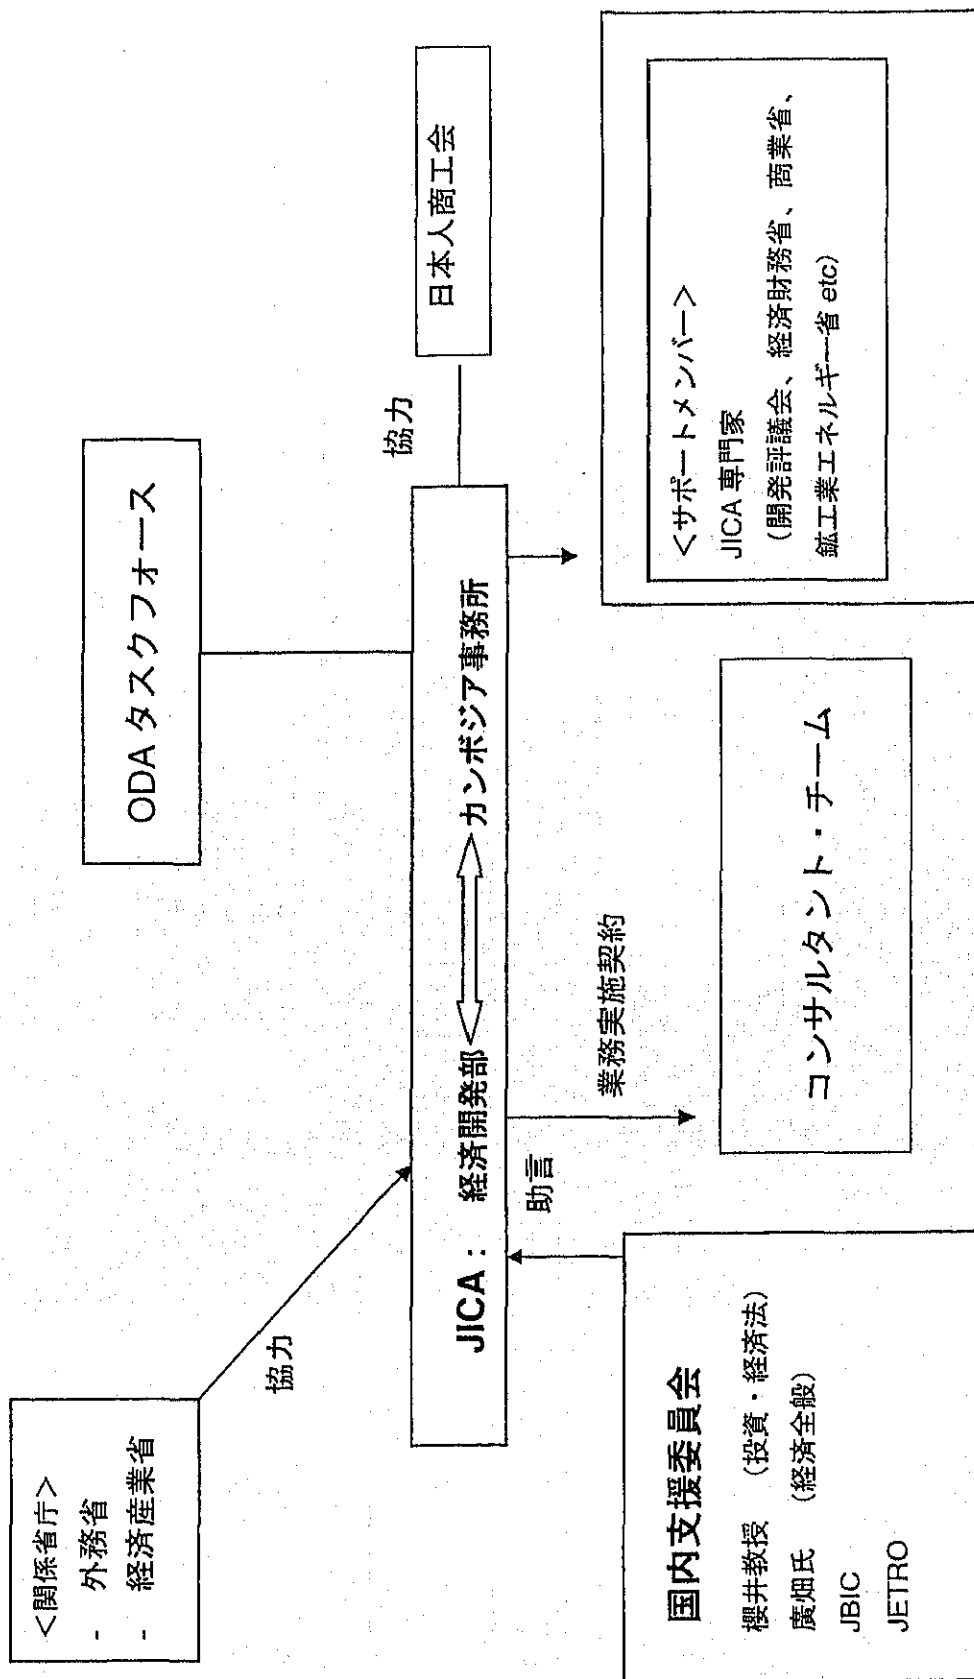 <関係省庁>
- 外務省
- 経済産業省
ODAタスクフォース
協力
JICA： 経済開発部 カンボジア事務所
協力
日本人商工会
助言
業務実施契約
国内支援委員会
櫻井教授 （投資・経済法）
廣畑氏 （経済全般）
JBIC
JETRO
コンサルタント・チーム
<サポートメンバー>
JICA 専門家
（開発評議会、経済財務省、商業省、
鉱工業エネルギー省 etc）